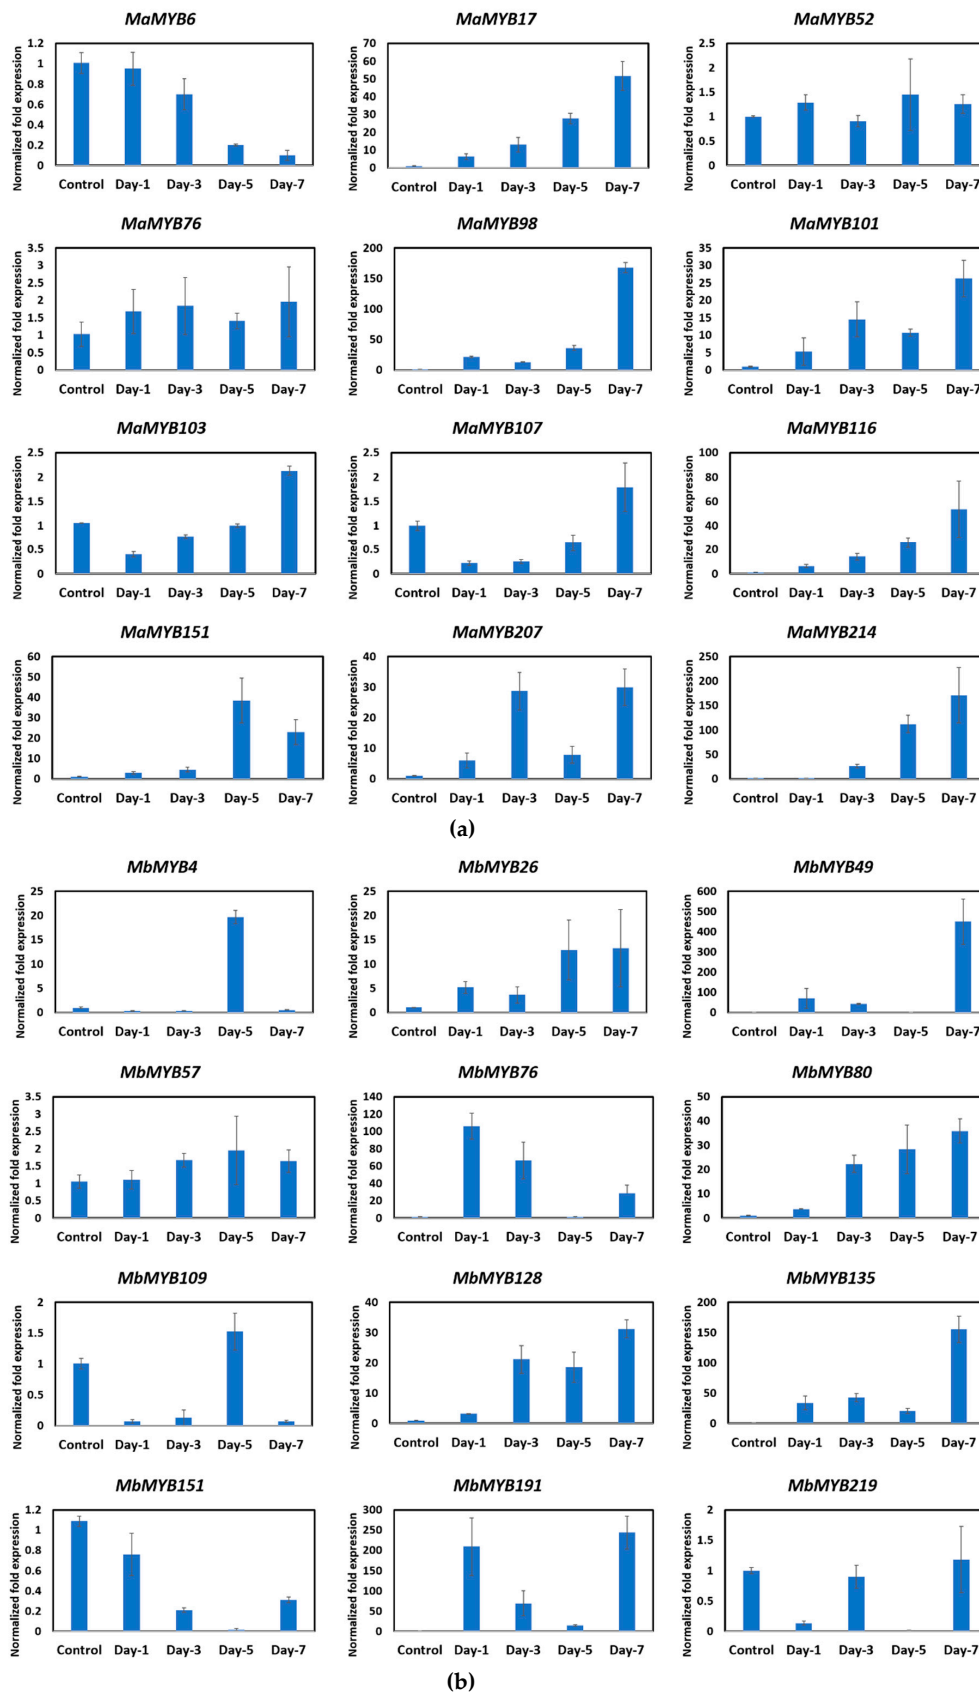 MaMYB6 MaMYB17 MaMYB52
Normalized fold expression
1.2
1
0.8
0.6
0.4
0.2
0
Control Day-1 Day-3 Day-5 Day-7
Normalized fold expression
70
60
50
40
30
20
10
0
Control Day-1 Day-3 Day-5 Day-7
Normalized fold expression
2.5
2
1.5
1
0.5
0
Control Day-1 Day-3 Day-5 Day-7
MaMYB76 MaMYB98 MaMYB101
Normalized fold expression
3.5
3
2.5
2
1.5
1
0.5
0
Control Day-1 Day-3 Day-5 Day-7
Normalized fold expression
200
150
100
50
0
Control Day-1 Day-3 Day-5 Day-7
Normalized fold expression
35
30
25
20
15
10
5
0
Control Day-1 Day-3 Day-5 Day-7
MaMYB103 MaMYB107 MaMYB116
Normalized fold expression
2.5
2
1.5
1
0.5
0
Control Day-1 Day-3 Day-5 Day-7
Normalized fold expression
2.5
2
1.5
1
0.5
0
Control Day-1 Day-3 Day-5 Day-7
Normalized fold expression
100
80
60
40
20
0
Control Day-1 Day-3 Day-5 Day-7
MaMYB151 MaMYB207 MaMYB214
Normalized fold expression
60
50
40
30
20
10
0
Control Day-1 Day-3 Day-5 Day-7
Normalized fold expression
40
30
20
10
0
Control Day-1 Day-3 Day-5 Day-7
Normalized fold expression
250
200
150
100
50
0
Control Day-1 Day-3 Day-5 Day-7
(a)
MbMYB4 MbMYB26 MbMYB49
Normalized fold expression
25
20
15
10
5
0
Control Day-1 Day-3 Day-5 Day-7
Normalized fold expression
25
20
15
10
5
0
Control Day-1 Day-3 Day-5 Day-7
Normalized fold expression
600
500
400
300
200
100
0
Control Day-1 Day-3 Day-5 Day-7
MbMYB57 MbMYB76 MbMYB80
Normalized fold expression
3.5
3
2.5
2
1.5
1
0.5
0
Control Day-1 Day-3 Day-5 Day-7
Normalized fold expression
140
120
100
80
60
40
20
0
Control Day-1 Day-3 Day-5 Day-7
Normalized fold expression
50
40
30
20
10
0
Control Day-1 Day-3 Day-5 Day-7
MbMYB109 MbMYB128 MbMYB135
Normalized fold expression
2
1.5
1
0.5
0
Control Day-1 Day-3 Day-5 Day-7
Normalized fold expression
40
30
20
10
0
Control Day-1 Day-3 Day-5 Day-7
Normalized fold expression
200
150
100
50
0
Control Day-1 Day-3 Day-5 Day-7
MbMYB151 MbMYB191 MbMYB219
Normalized fold expression
1.2
1
0.8
0.6
0.4
0.2
0
Control Day-1 Day-3 Day-5 Day-7
Normalized fold expression
300
250
200
150
100
50
0
Control Day-1 Day-3 Day-5 Day-7
Normalized fold expression
2
1.5
1
0.5
0
Control Day-1 Day-3 Day-5 Day-7
(b)